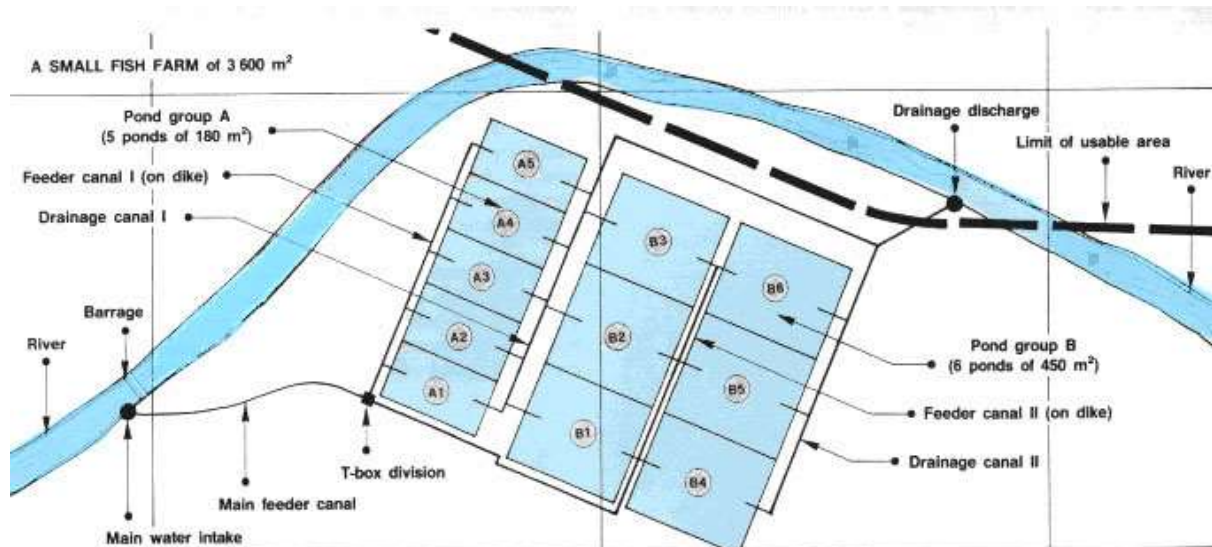 A SMALL FISH FARM of 3 600 m²
Pond group A
(5 ponds of 180 m²)
Feeder canal I (on dike)
Drainage canal I
Barrage
River
Main water intake
Main feeder canal
T-box division
A5
A4
A3
A2
A1
B3
B2
B1
B6
B5
B4
Drainage discharge
Limit of usable area
River
Pond group B
(6 ponds of 450 m²)
Feeder canal II (on dike)
Drainage canal II